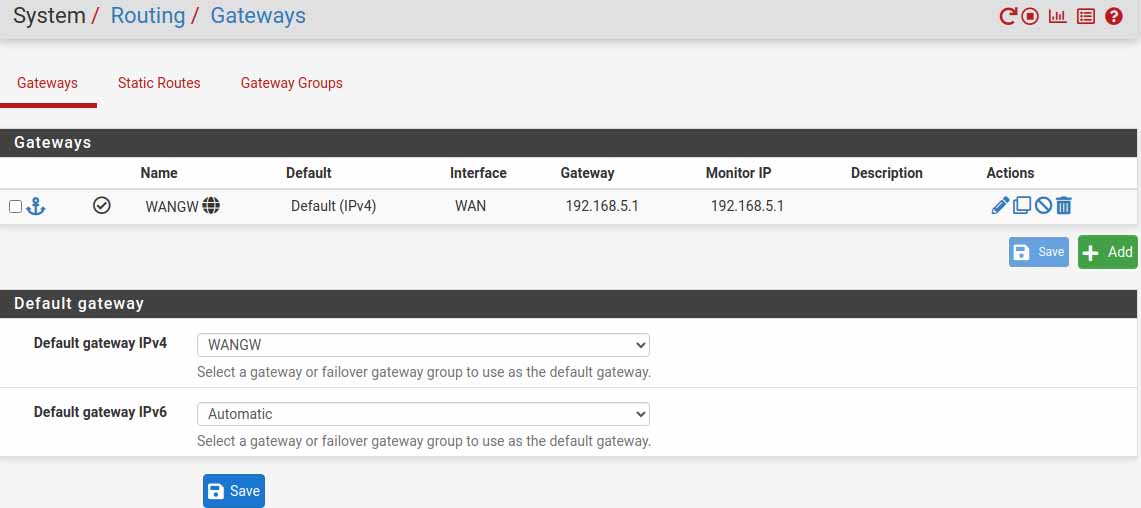 System / Routing / Gateways
Gateways Static Routes Gateway Groups
Gateways
Name Default Interface Gateway Monitor IP Description Actions
WANGW Default (IPv4) WAN 192.168.5.1 192.168.5.1
Save Add
Default gateway
Default gateway IPv4 WANGW
Select a gateway or failover gateway group to use as the default gateway.
Default gateway IPv6 Automatic
Select a gateway or failover gateway group to use as the default gateway.
Save